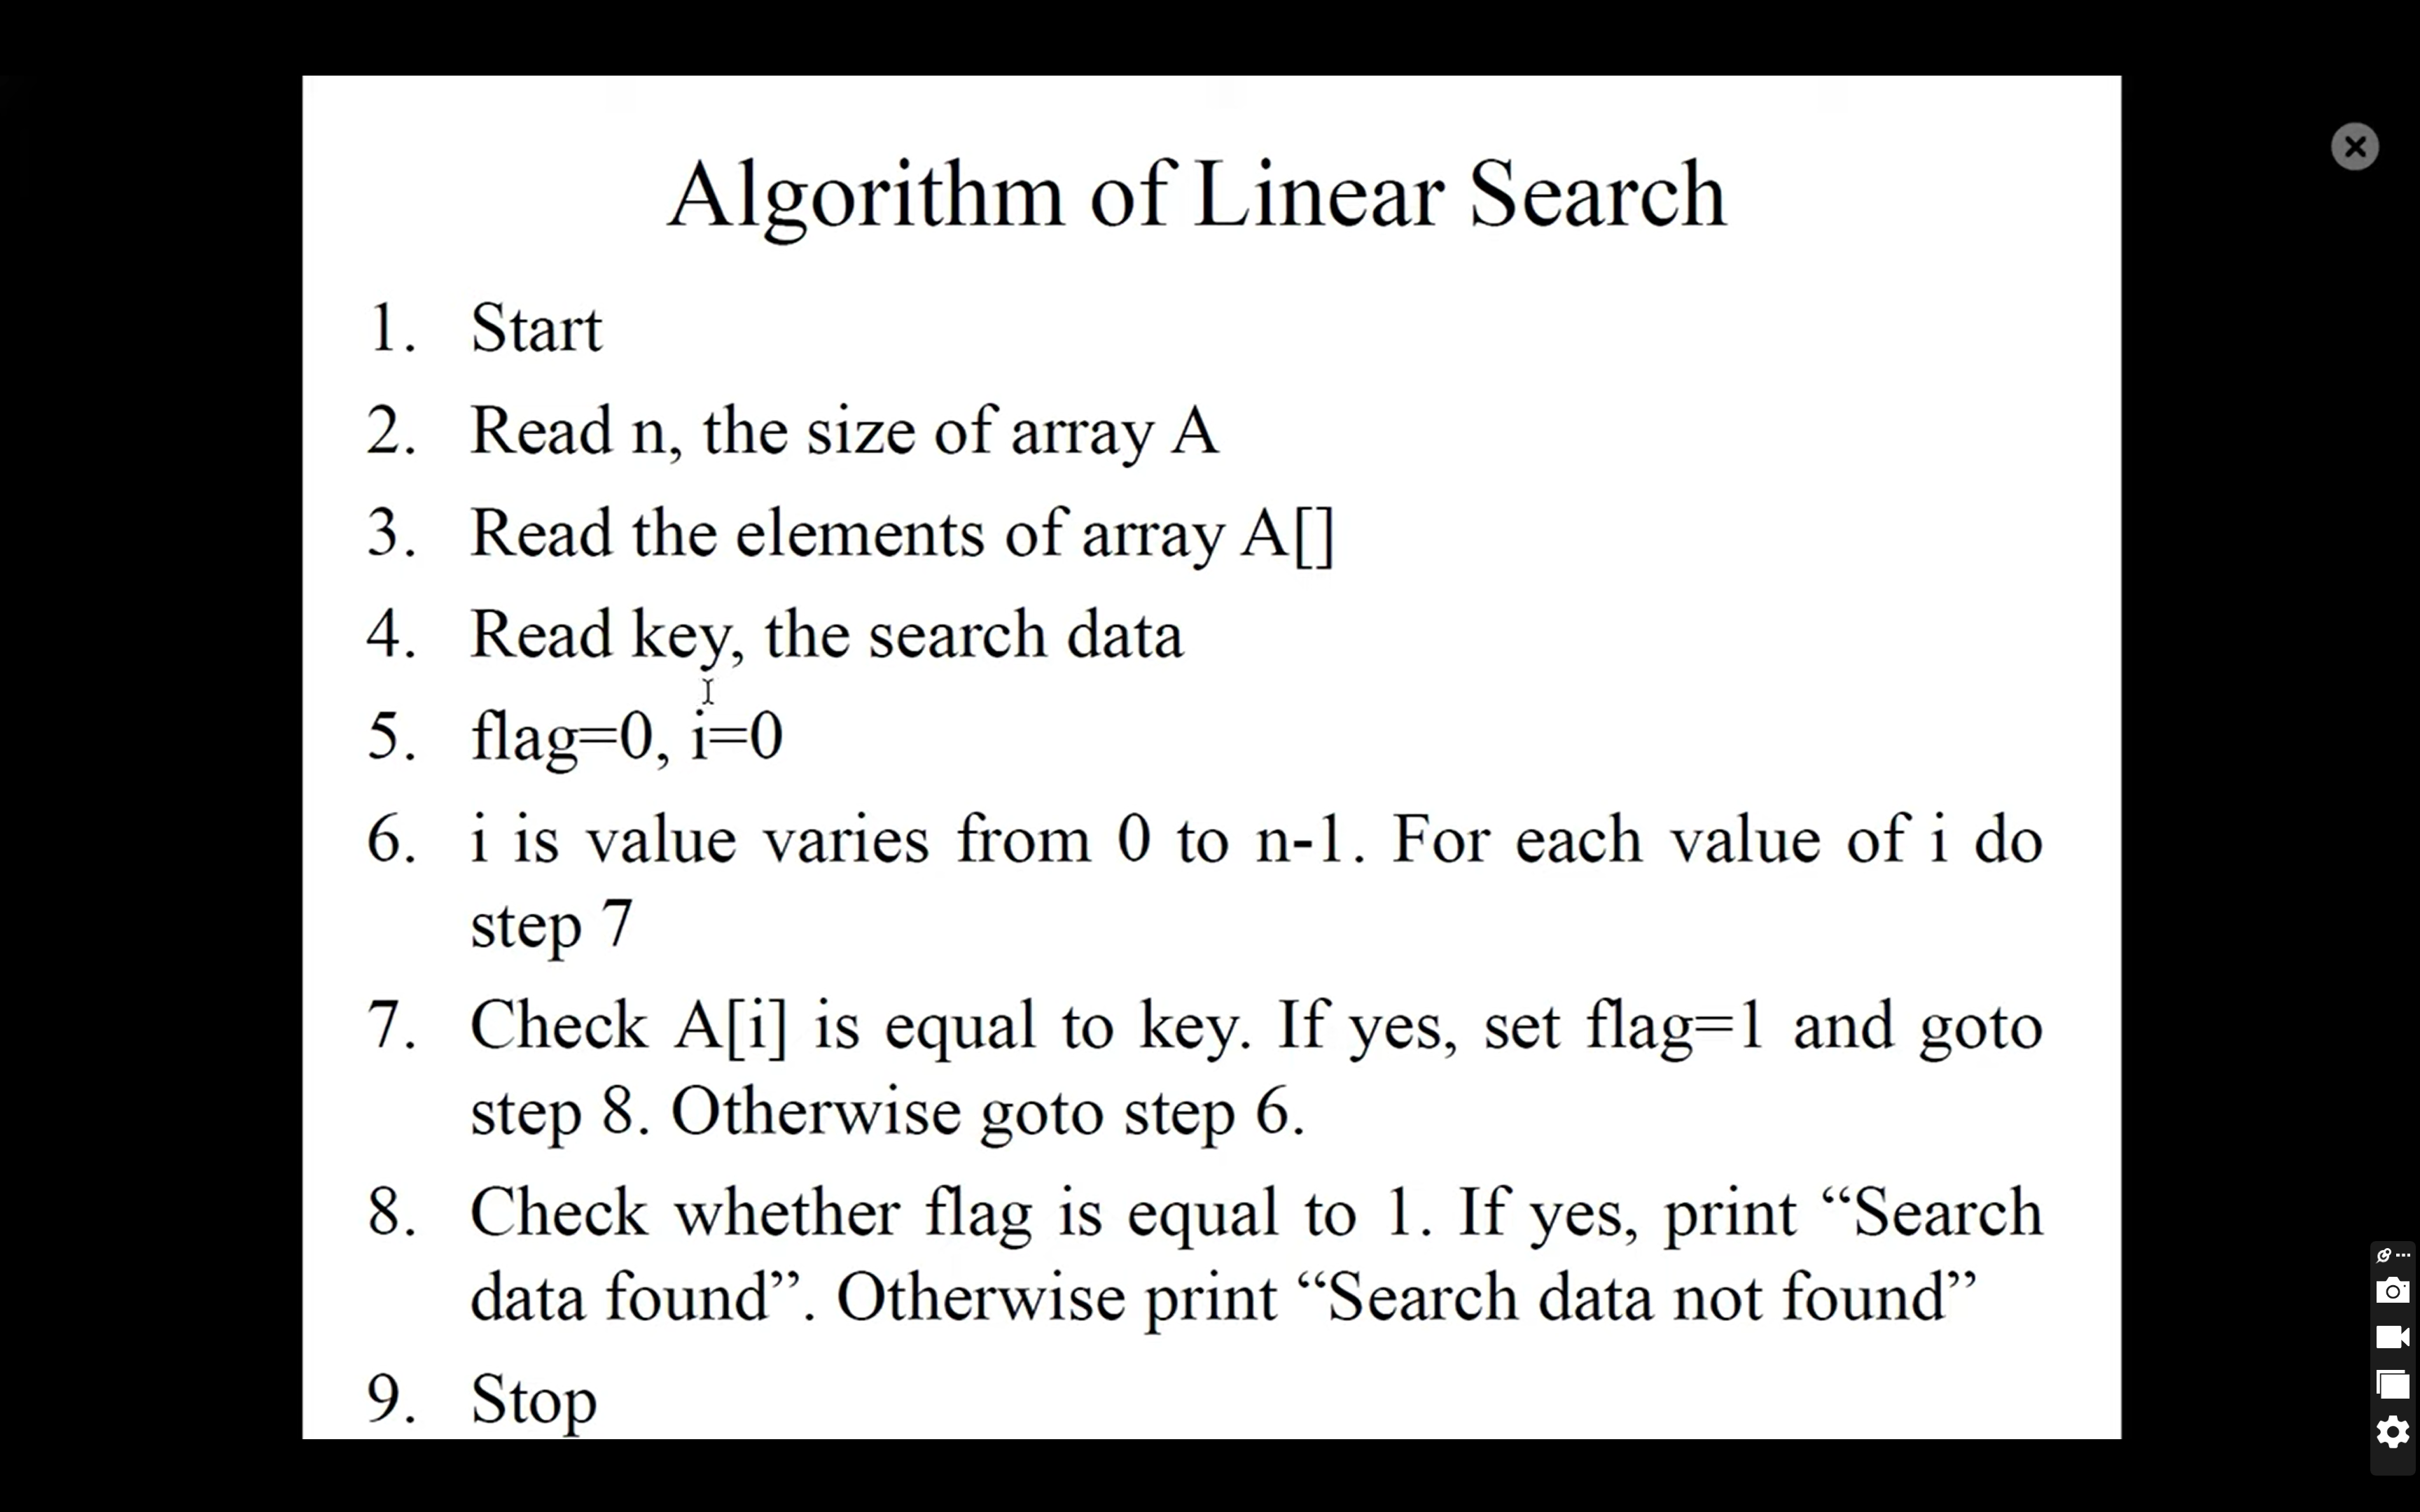 Algorithm of Linear Search
1. Start
2. Read n, the size of array A
3. Read the elements of array A[]
4. Read key, the search data
5. flag=0, i=0
6. i is value varies from 0 to n-1. For each value of i do
step 7
7. Check A[i] is equal to key. If yes, set flag=1 and goto
step 8. Otherwise goto step 6.
8. Check whether flag is equal to 1. If yes, print “Search
data found”. Otherwise print “Search data not found”
9. Stop